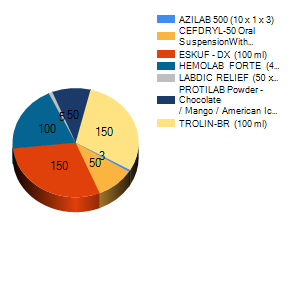 AZILAB 500 (10 x 1 x 3)
CEFDRYL-50 Oral
SuspensionWith...
ESKUF - DX (100 ml)
HEMOLAB FORTE (4...
LABDIC RELIEF (50 x...
PROTILAB Powder -
Chocolate
/ Mango / American Ic...
TROLIN-BR (100 ml)
50
5
150
100
3
50
150